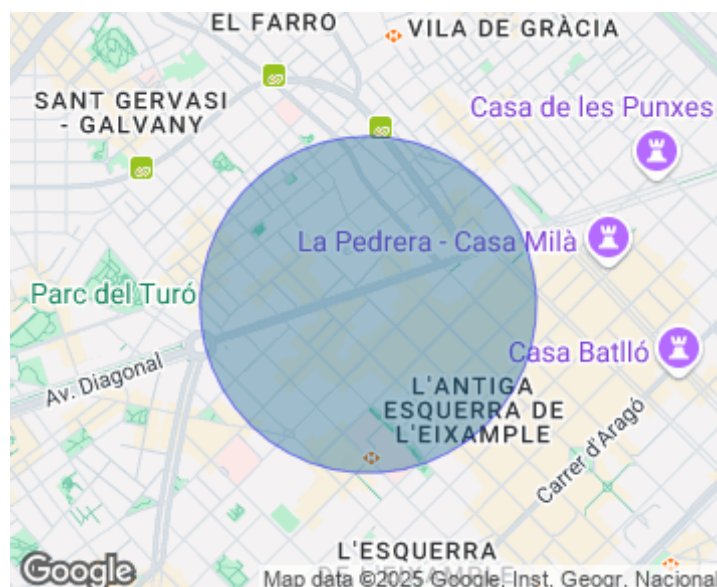 EL FARRO
VILA DE GRÀCIA
SANT GERVASI
- GALVANY
Casa de les Punxes
La Pedrera - Casa Milà
Parc del Turó
Av. Diagonal
Casa Batlló
L'ANTIGA
ESQUERRA DE
L'EIXAMPLE
Carrer d'Aragó
L'ESQUERRA
DE L'EIXAMPLE
Google
Map data ©2025 Google, Inst. Geogr. Nacional